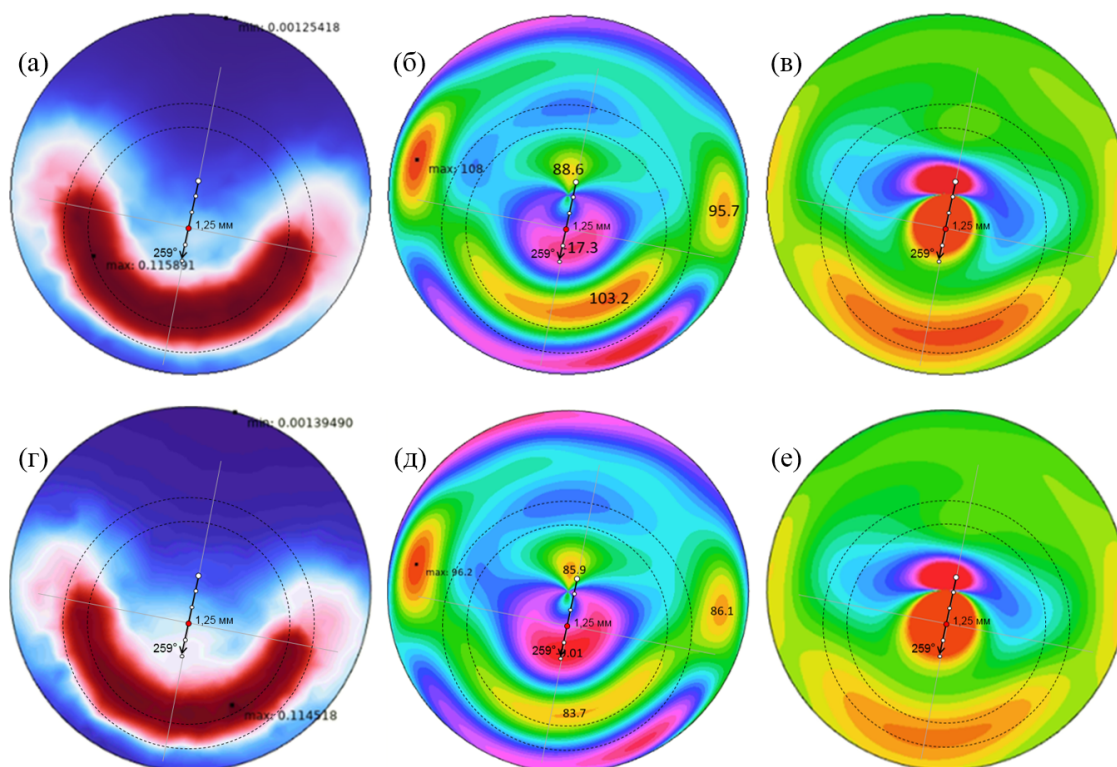 min: 0.00125418
(а)
(б)
(в)
max: 108
88.6
95.7
1,25 мм
1,25 мм
1,25 мм
259°
17.3
259°
259°
max: 0.115891
103.2
min: 0.00139490
(г)
(д)
(е)
max: 96.2
85.9
86.1
1,25 мм
1,25 мм
1,25 мм
259°
259°
259°
max: 0.114518
83.7